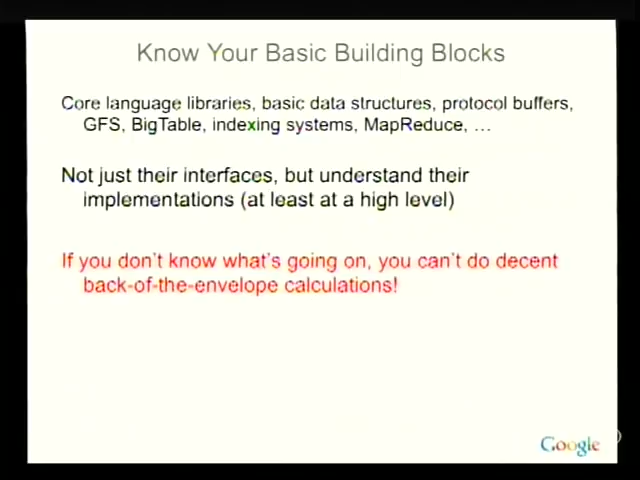 Know Your Basic Building Blocks
Core language libraries, basic data structures, protocol buffers,
GFS, BigTable, indexing systems, MapReduce, …
Not just their interfaces, but understand their
implementations (at least at a high level)
If you don't know what's going on, you can't do decent
back-of-the-envelope calculations!
Google